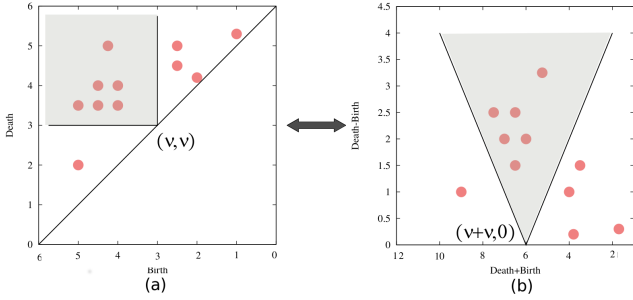 6
5
4
3
2
1
0
Death
6 5 4 3 2 1 0
Birth
(ν,ν)
(a)
5
4.5
4
3.5
3
2.5
2
1.5
1
0.5
0
Death-Birth
12 10 8 6 4 2
Death+Birth
(ν+ν,0)
(b)